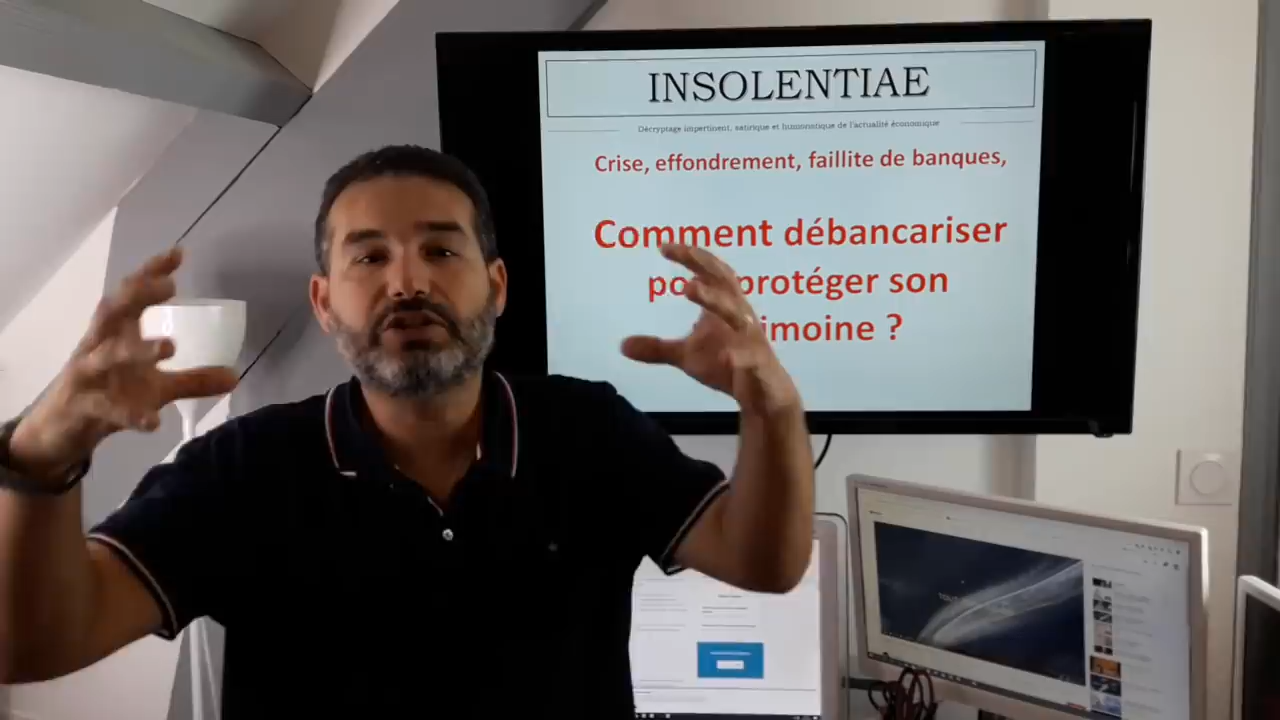 INSOLENTIAE
Décryptage impertinent, satirique et humoristique de l'actualité économique
Crise, effondrement, faillite de banques,
Comment débancariser
protéger son
?